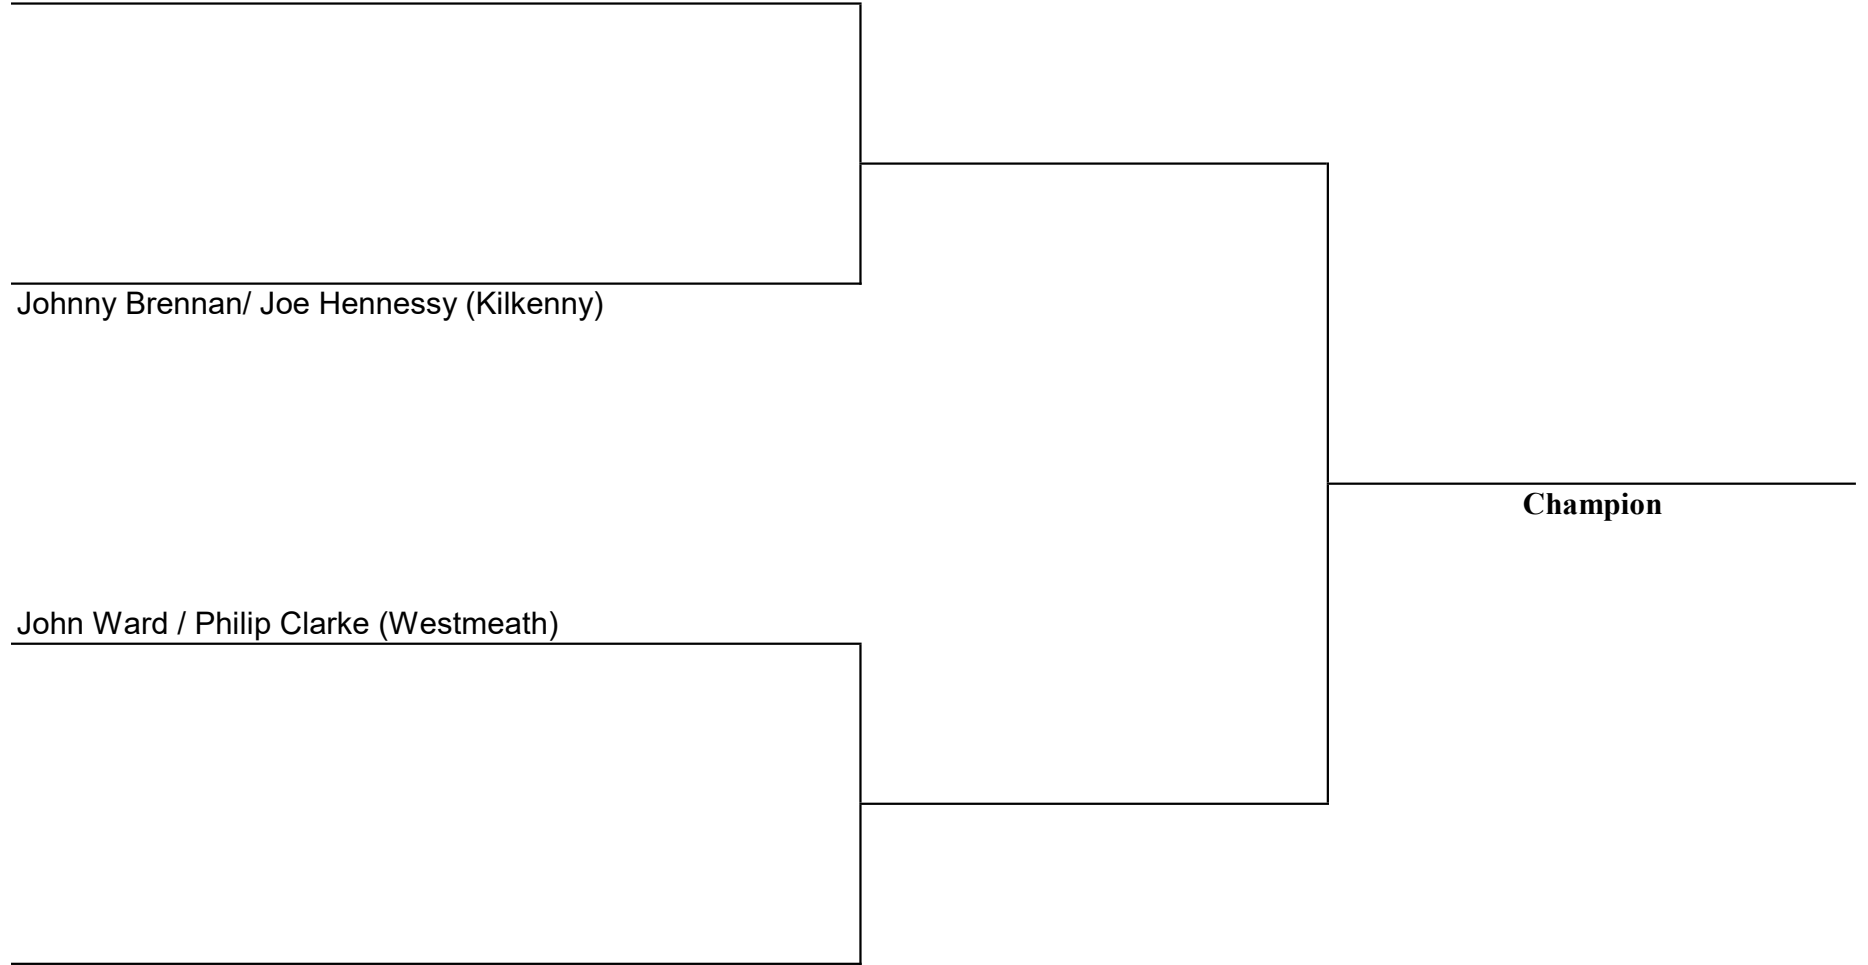 Johnny Brennan/ Joe Hennessy (Kilkenny)
Champion
John Ward / Philip Clarke (Westmeath)